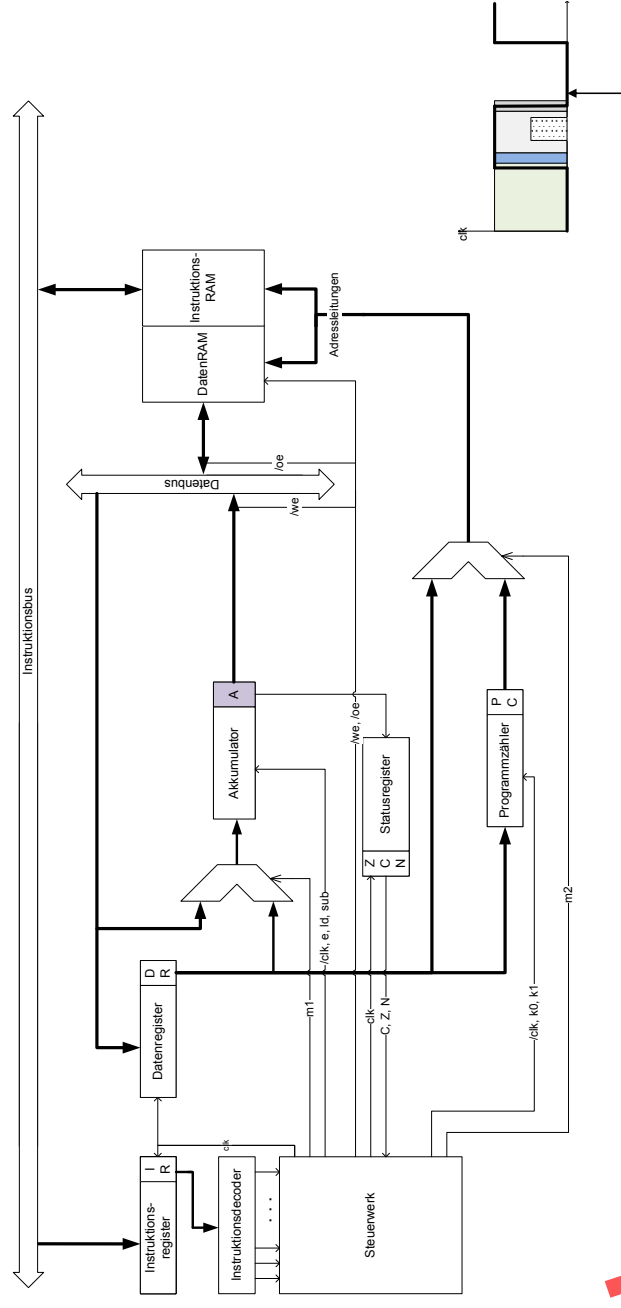 Instruktionsbus
Instruktions-
register
I
R
Datenregister
D
R
Instruktionsdecoder
. . .
Steuerwerk
clk
m1
/clk, e, ld, sub
/we, /oe
clk
C, Z, N
/clk, k0, k1
m2
Akkumulator
A
Statusregister
Z
C
N
Programmzähler
P
C
Datenbus
/we
/oe
DatenRAM
Instruktions-
RAM
Adressleitungen
clk